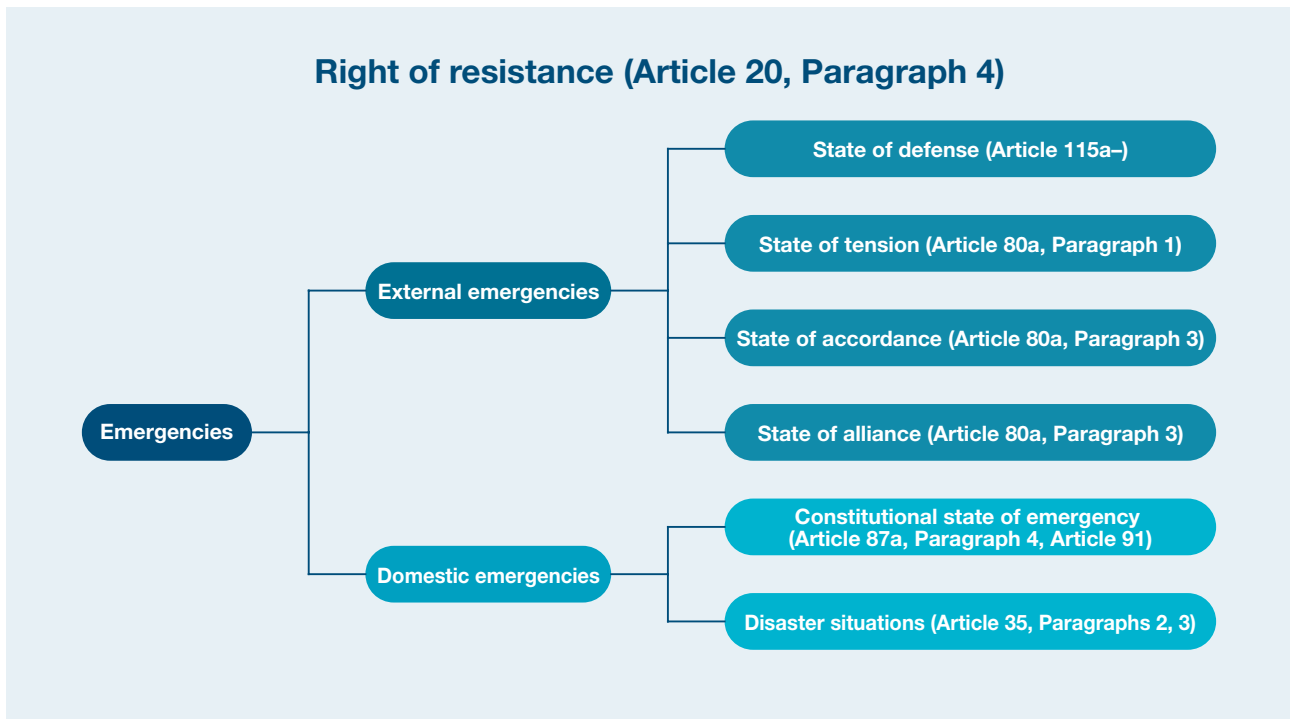 Right of resistance (Article 20, Paragraph 4)
State of defense (Article 115a–)
State of tension (Article 80a, Paragraph 1)
External emergencies
State of accordance (Article 80a, Paragraph 3)
Emergencies
State of alliance (Article 80a, Paragraph 3)
Constitutional state of emergency
(Article 87a, Paragraph 4, Article 91)
Domestic emergencies
Disaster situations (Article 35, Paragraphs 2, 3)